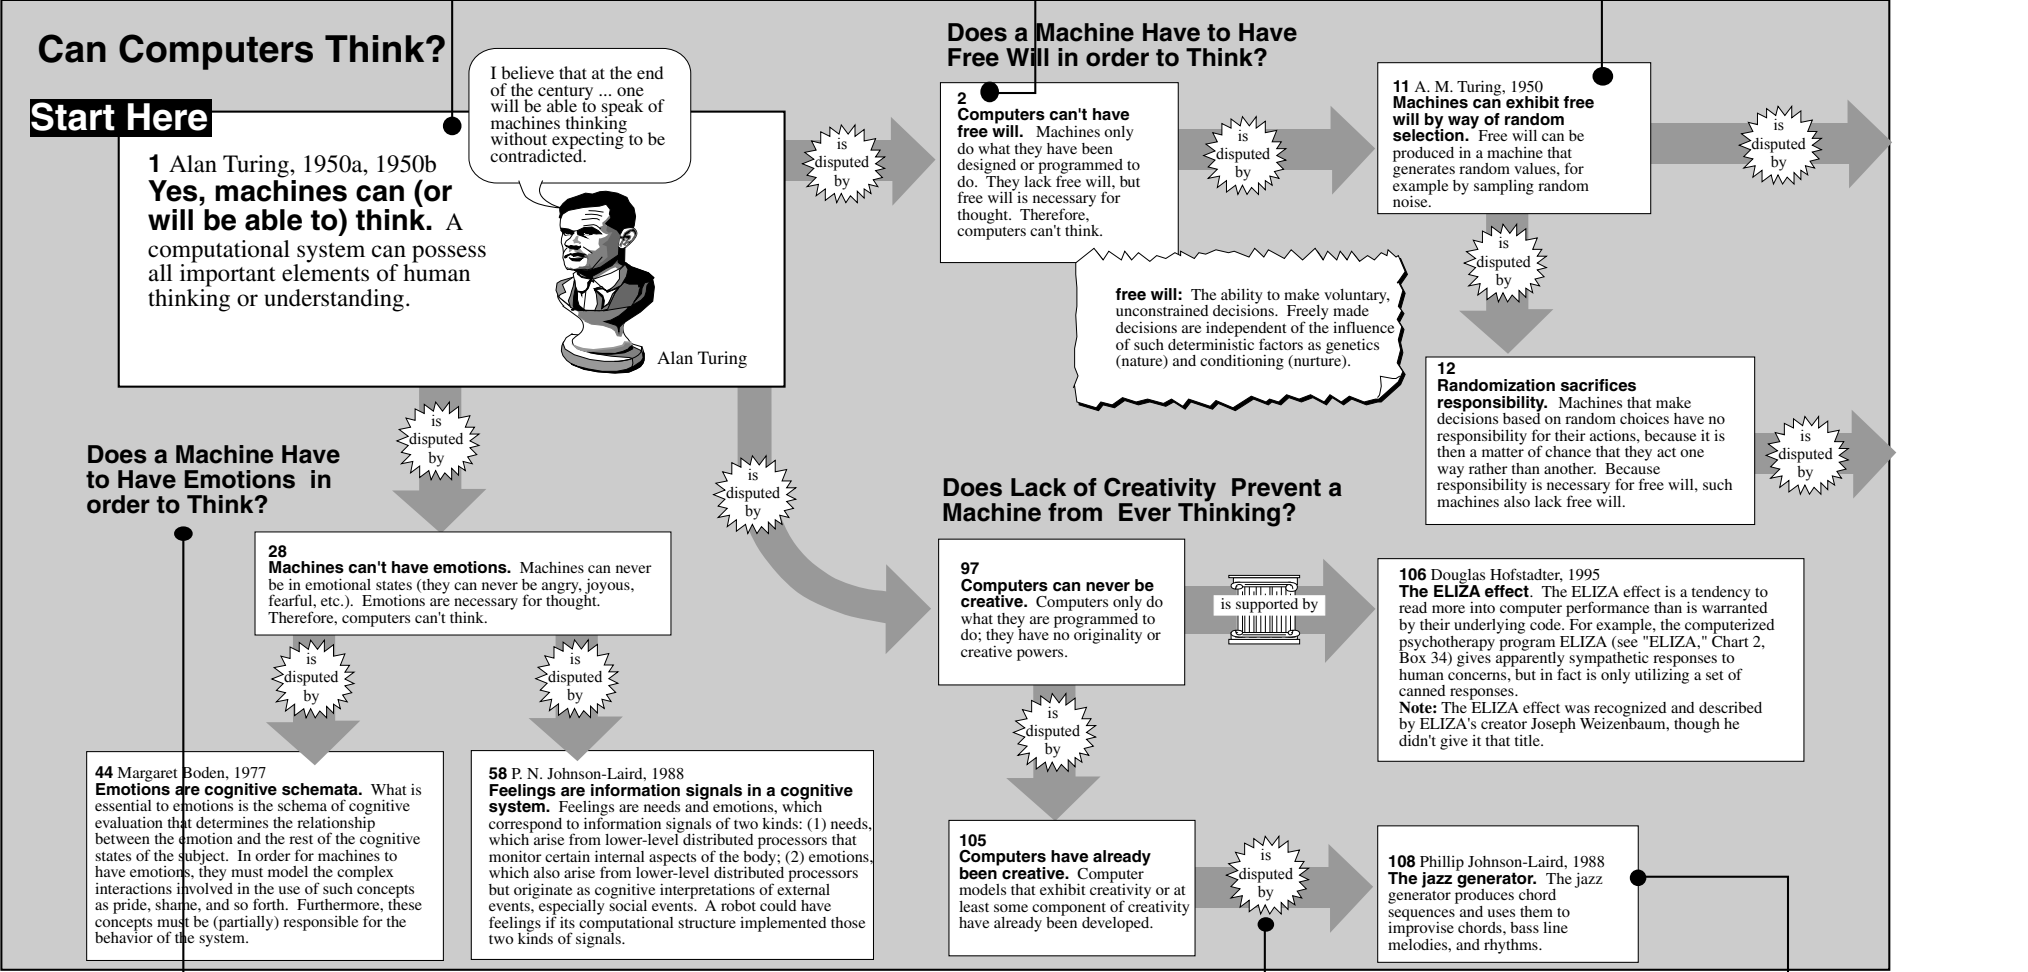 Can Computers Think?
Start Here
I believe that at the end
of the century ... one
will be able to speak of
machines thinking
without expecting to be
contradicted.
1 Alan Turing, 1950a, 1950b
Yes, machines can (or
will be able to) think. A
computational system can possess
all important elements of human
thinking or understanding.
Alan Turing
is
disputed
by
Does a Machine Have to Have
Free Will in order to Think?
2
Computers can't have
free will. Machines only
do what they have been
designed or programmed to
do. They lack free will, but
free will is necessary for
thought. Therefore,
computers can't think.
is
disputed
by
11 A. M. Turing, 1950
Machines can exhibit free
will by way of random
selection. Free will can be
produced in a machine that
generates random values, for
example by sampling random
noise.
is
disputed
by
is
disputed
by
free will: The ability to make voluntary,
unconstrained decisions. Freely made
decisions are independent of the influence
of such deterministic factors as genetics
(nature) and conditioning (nurture).
12
Randomization sacrifices
responsibility. Machines that make
decisions based on random choices have no
responsibility for their actions, because it is
then a matter of chance that they act one
way rather than another. Because
responsibility is necessary for free will, such
machines also lack free will.
is
disputed
by
is
disputed
by
Does a Machine Have
to Have Emotions in
order to Think?
28
Machines can't have emotions. Machines can never
be in emotional states (they can never be angry, joyous,
fearful, etc.). Emotions are necessary for thought.
Therefore, computers can't think.
is
disputed
by
is
disputed
by
44 Margaret Boden, 1977
Emotions are cognitive schemata. What is
essential to emotions is the schema of cognitive
evaluation that determines the relationship
between the emotion and the rest of the cognitive
states of the subject. In order for machines to
have emotions, they must model the complex
interactions involved in the use of such concepts
as pride, shame, and so forth. Furthermore, these
concepts must be (partially) responsible for the
behavior of the system.
58 P. N. Johnson-Laird, 1988
Feelings are information signals in a cognitive
system. Feelings are needs and emotions, which
correspond to information signals of two kinds: (1) needs,
which arise from lower-level distributed processors that
monitor certain internal aspects of the body; (2) emotions,
which also arise from lower-level distributed processors
but originate as cognitive interpretations of external
events, especially social events. A robot could have
feelings if its computational structure implemented those
two kinds of signals.
is
disputed
by
Does Lack of Creativity Prevent a
Machine from Ever Thinking?
97
Computers can never be
creative. Computers only do
what they are programmed to
do; they have no originality or
creative powers.
is supported by
106 Douglas Hofstadter, 1995
The ELIZA effect. The ELIZA effect is a tendency to
read more into computer performance than is warranted
by their underlying code. For example, the computerized
psychotherapy program ELIZA (see "ELIZA," Chart 2,
Box 34) gives apparently sympathetic responses to
human concerns, but in fact is only utilizing a set of
canned responses.
Note: The ELIZA effect was recognized and described
by ELIZA's creator Joseph Weizenbaum, though he
didn't give it that title.
is
disputed
by
105
Computers have already
been creative. Computer
models that exhibit creativity or at
least some component of creativity
have already been developed.
is
disputed
by
108 Phillip Johnson-Laird, 1988
The jazz generator. The jazz
generator produces chord
sequences and uses them to
improvise chords, bass line
melodies, and rhythms.